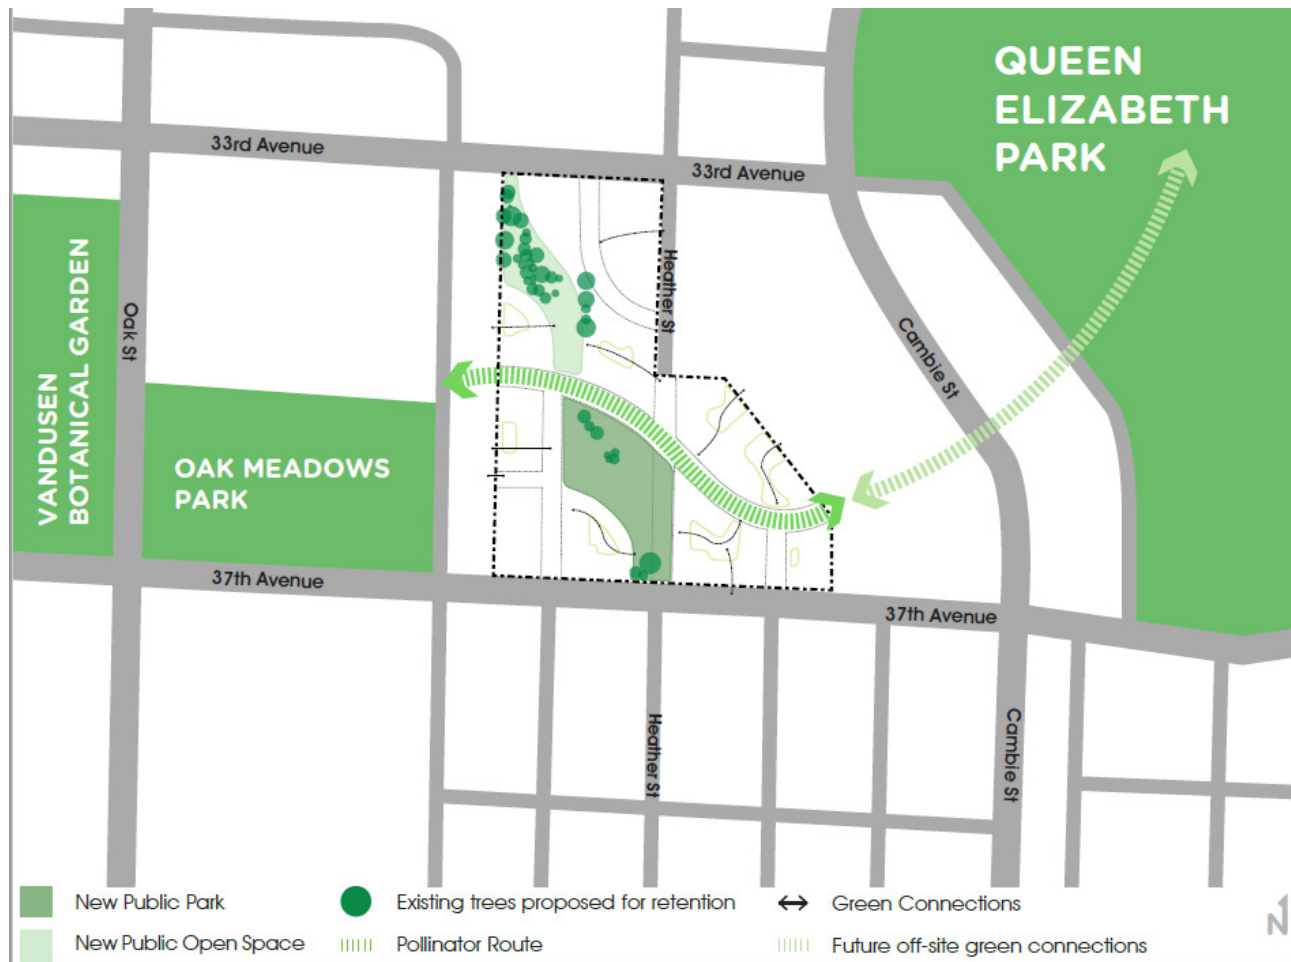 QUEEN
ELIZABETH
PARK
33rd Avenue
33rd Avenue
VANDUSEN
BOTANICAL GARDEN
Oak St
Heather St
Cambie St
OAK MEADOWS
PARK
37th Avenue
37th Avenue
Heather St
Cambie St
New Public Park
Existing trees proposed for retention
Green Connections
New Public Open Space
Pollinator Route
Future off-site green connections
N